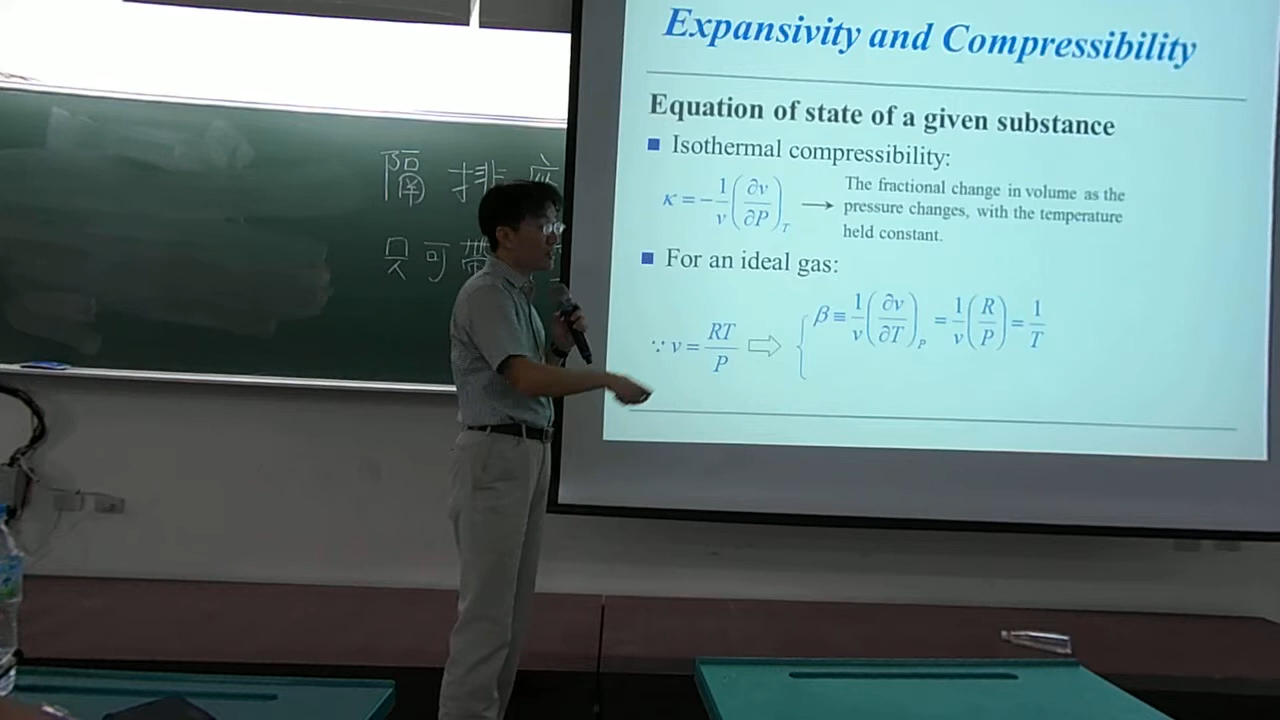 隔 排
只可帶
Expansivity and Compressibility
Equation of state of a given substance
■ Isothermal compressibility:
κ = -1/v (∂v/∂P)_T → The fractional change in volume as the
pressure changes, with the temperature
held constant.
■ For an ideal gas:
∵ v = RT/P ⇨ { β ≡ 1/v (∂v/∂T)_P = 1/v (R/P) = 1/T